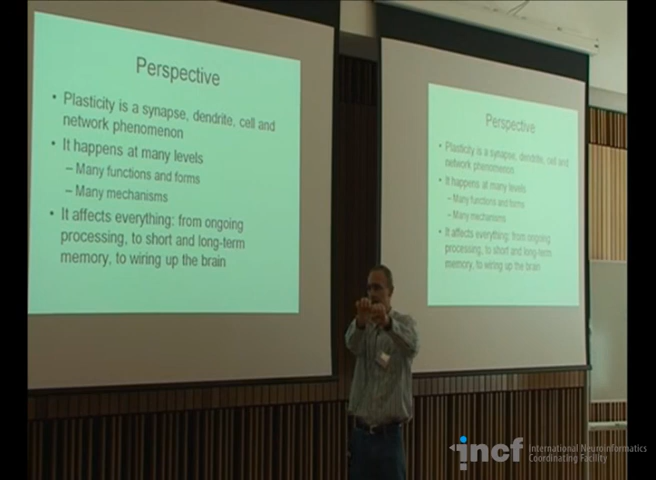 Perspective
• Plasticity is a synapse, dendrite, cell and
network phenomenon
• It happens at many levels
– Many functions and forms
– Many mechanisms
• It affects everything: from ongoing
processing, to short and long-term
memory, to wiring up the brain
Perspective
• Plasticity is a synapse, dendrite, cell and
network phenomenon
• It happens at many levels
– Many functions and forms
– Many mechanisms
• It affects everything: from ongoing
processing, to short and long-term
memory, to wiring up the brain
incf International Neuroinformatics
Coordinating Facility